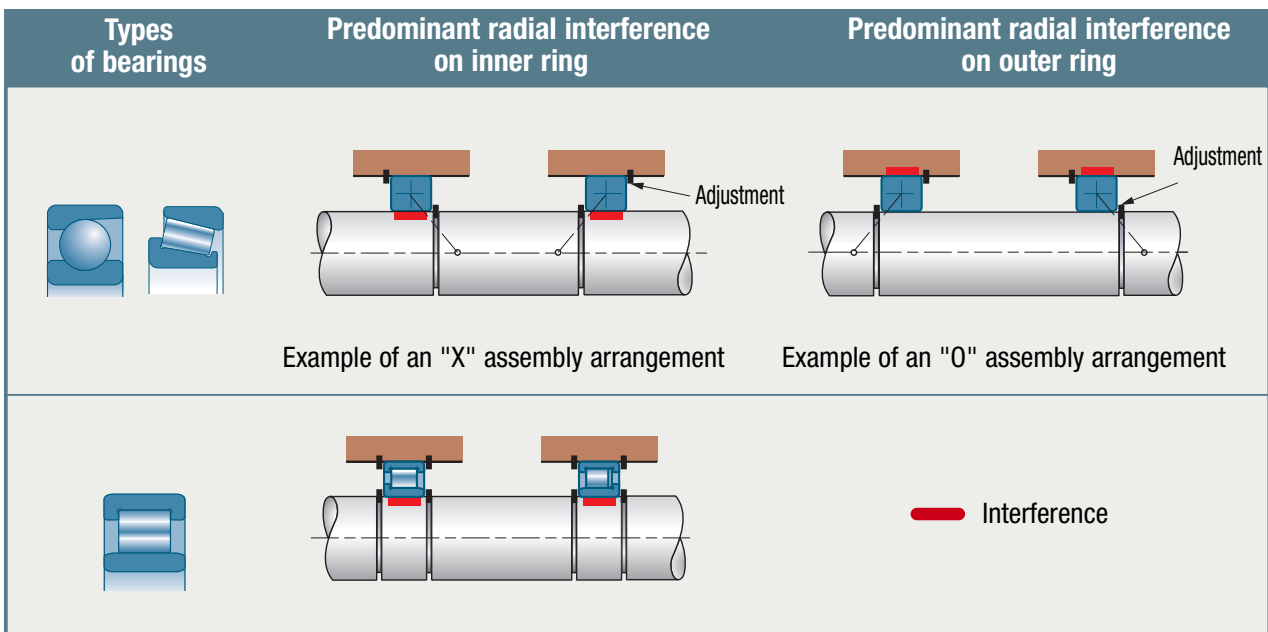 Types
of bearings
Predominant radial interference
on inner ring
Predominant radial interference
on outer ring
Adjustment
Adjustment
Example of an "X" assembly arrangement
Example of an "O" assembly arrangement
Interference